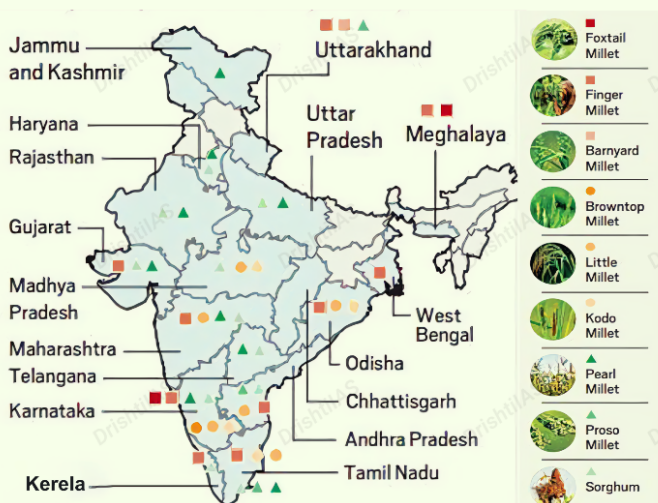 Jammu
and Kashmir
Haryana
Rajasthan
Gujarat
Madhya
Pradesh
Maharashtra
Telangana
Karnataka
Kerela
Uttarakhand
Uttar
Pradesh
Meghalaya
West
Bengal
Odisha
Chhattisgarh
Andhra Pradesh
Tamil Nadu
Foxtail
Millet
Finger
Millet
Barnyard
Millet
Browntop
Millet
Little
Millet
Kodo
Millet
Pearl
Millet
Proso
Millet
Sorghum
DrishtiIAS